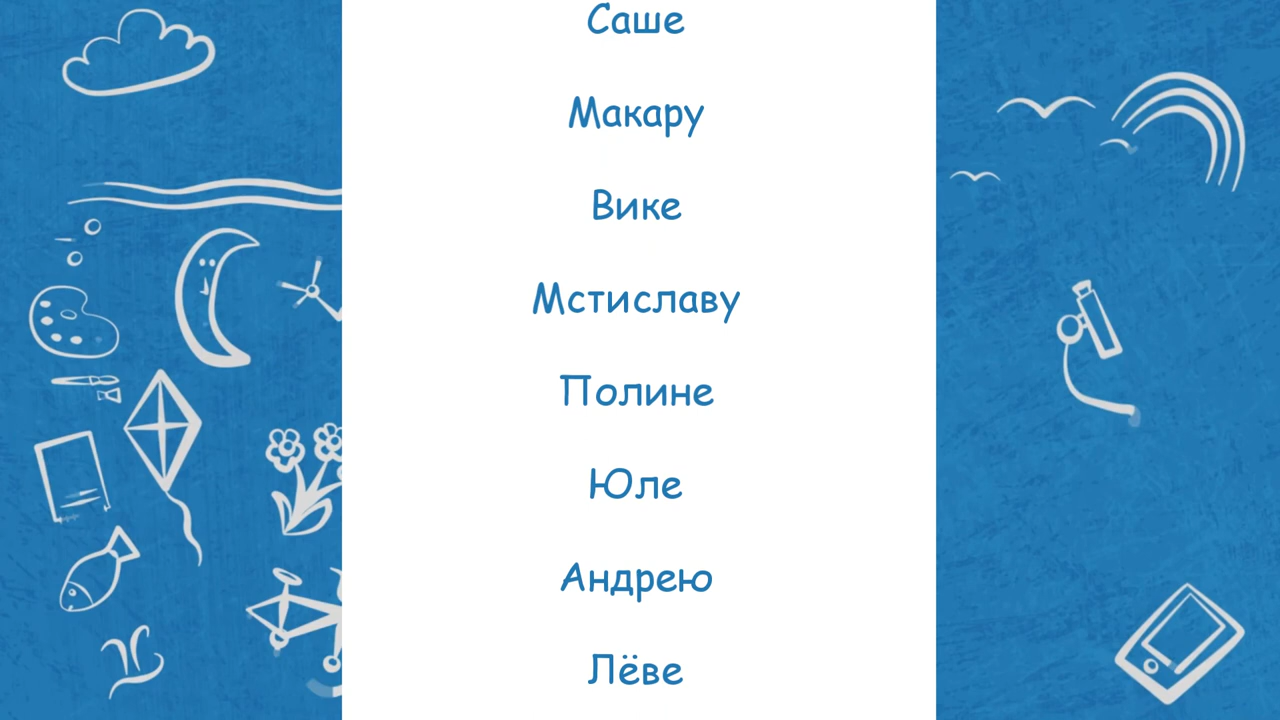 Саше
Макару
Вике
Мстиславу
Полине
Юле
Андрею
Лёве